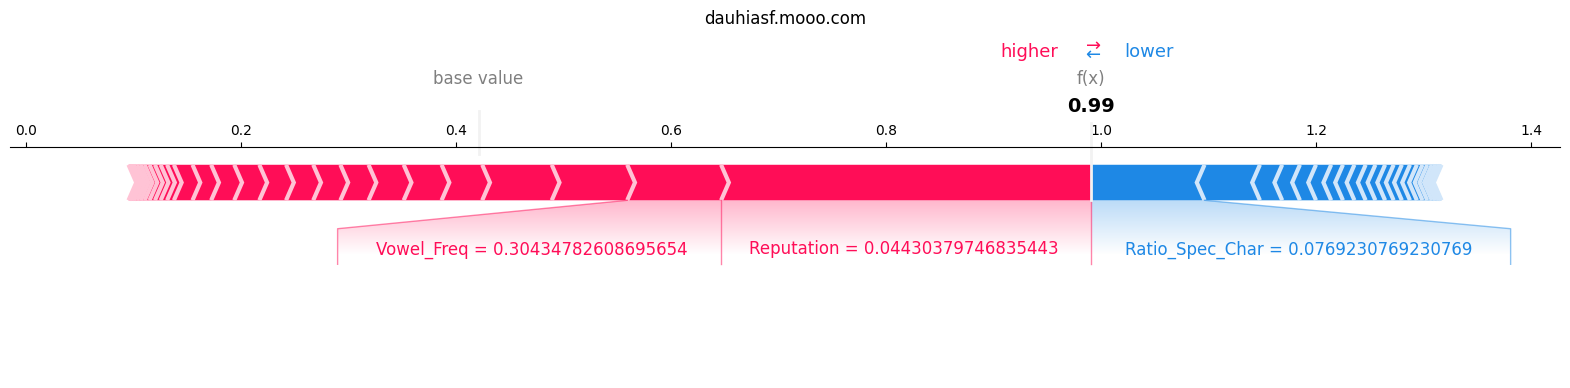 dauhiasf.mooo.com
higher → ← lower
base value f(x)
0.99
0.0 0.2 0.4 0.6 0.8 1.0 1.2 1.4
Vowel_Freq = 0.30434782608695654 Reputation = 0.04430379746835443 Ratio_Spec_Char = 0.0769230769230769